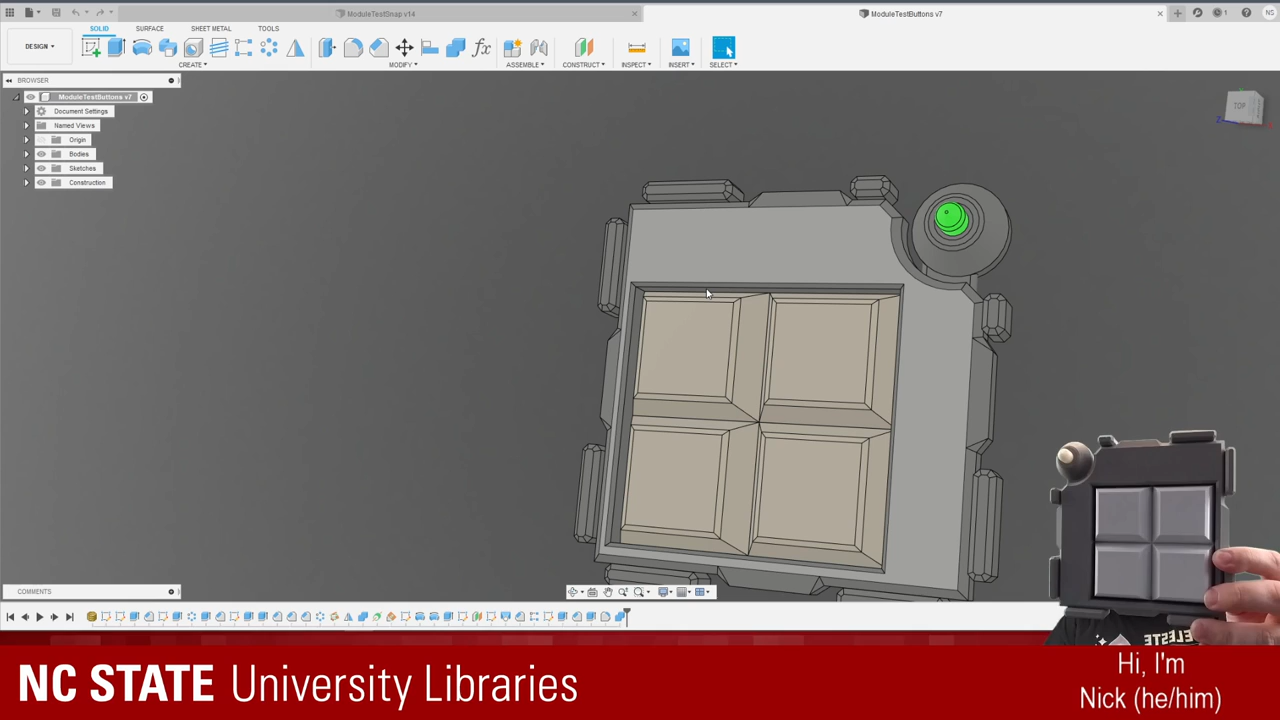 ModuleTestSnap v14
ModuleTestButtons v7
1
NS
SOLID
SURFACE
SHEET METAL
TOOLS
DESIGN
CREATE
MODIFY
ASSEMBLE
CONSTRUCT
INSPECT
INSERT
SELECT
BROWSER
ModuleTestButtons v7
Document Settings
Named Views
Origin
Bodies
Sketches
Construction
TOP
Z
COMMENTS
NC STATE University Libraries
Hi, I'm
Nick (he/him)